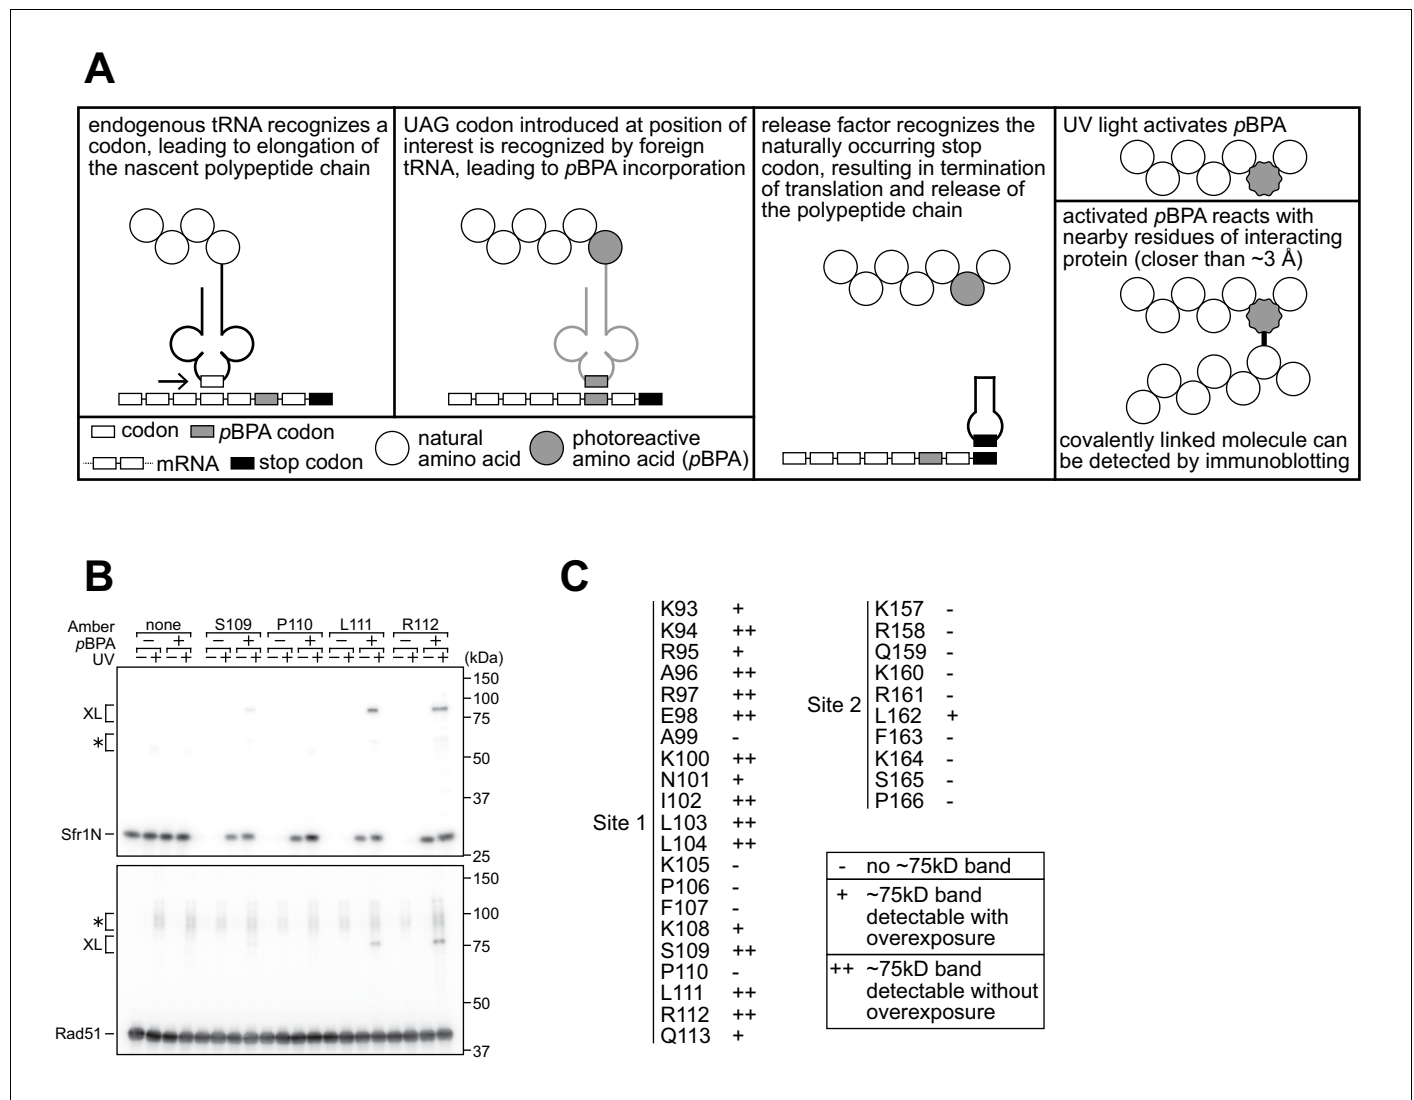 A
endogenous tRNA recognizes a
codon, leading to elongation of
the nascent polypeptide chain
UAG codon introduced at position of
interest is recognized by foreign
tRNA, leading to pBPA incorporation
release factor recognizes the
naturally occurring stop
codon, resulting in termination
of translation and release of
the polypeptide chain
UV light activates pBPA
activated pBPA reacts with
nearby residues of interacting
protein (closer than ~3 Å)
covalently linked molecule can
be detected by immunoblotting
codon
pBPA codon
mRNA
stop codon
natural
amino acid
photoreactive
amino acid (pBPA)
B
Amber none S109 P110 L111 R112
pBPA − + − + − + − + − +
UV − + − + − + − + − + − + − + − + − + − + (kDa)
XL
*
Sfr1N
150
100
75
50
37
25
*
XL
Rad51
150
100
75
50
37
C
Site 1
K93 +
K94 ++
R95 +
A96 ++
R97 ++
E98 ++
A99 -
K100 ++
N101 +
I102 ++
L103 ++
L104 ++
K105 -
P106 -
F107 -
K108 +
S109 ++
P110 -
L111 ++
R112 ++
Q113 +
Site 2
K157 -
R158 -
Q159 -
K160 -
R161 -
L162 +
F163 -
K164 -
S165 -
P166 -
- no ~75kD band
+ ~75kD band
detectable with
overexposure
++ ~75kD band
detectable without
overexposure